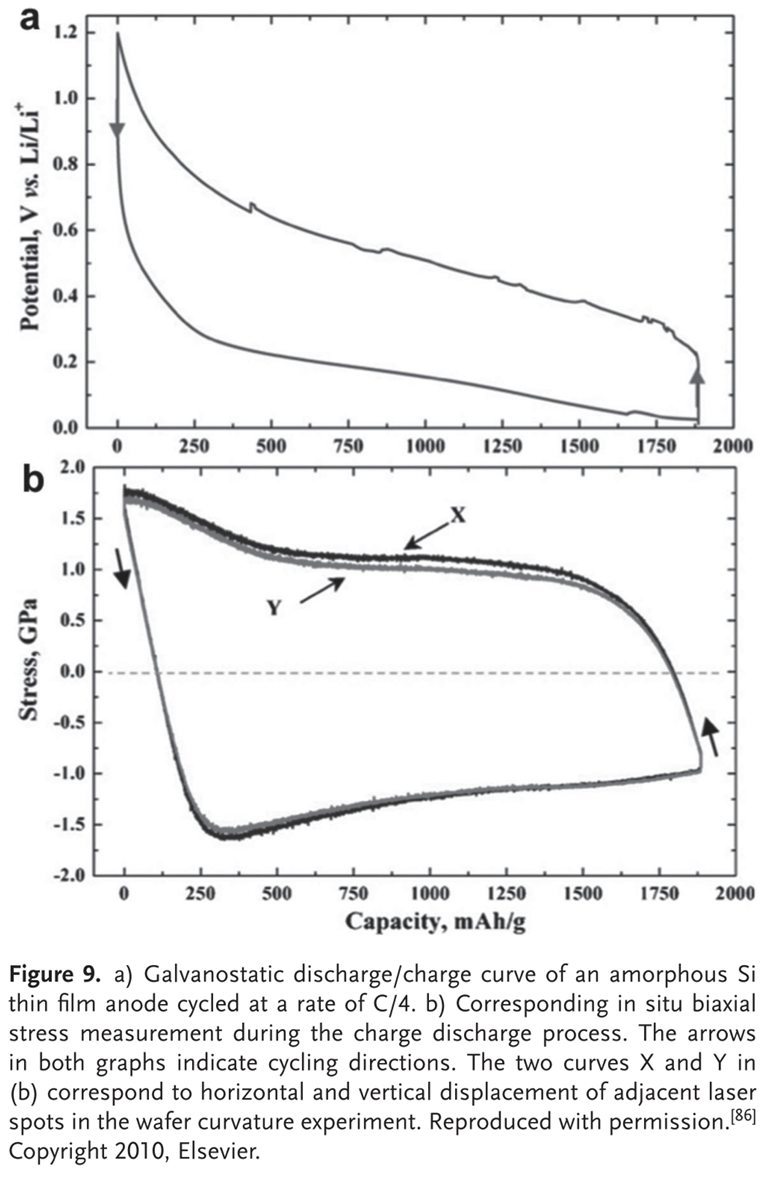 a
1.2
1.0
0.8
0.6
0.4
0.2
0.0
Potential, V vs. Li/Li+
0 250 500 750 1000 1250 1500 1750 2000
b
2.0
1.5
1.0
0.5
0.0
-0.5
-1.0
-1.5
-2.0
Stress, GPa
X
Y
0 250 500 750 1000 1250 1500 1750 2000
Capacity, mAh/g
Figure 9. a) Galvanostatic discharge/charge curve of an amorphous Si
thin film anode cycled at a rate of C/4. b) Corresponding in situ biaxial
stress measurement during the charge discharge process. The arrows
in both graphs indicate cycling directions. The two curves X and Y in
(b) correspond to horizontal and vertical displacement of adjacent laser
spots in the wafer curvature experiment. Reproduced with permission.[86]
Copyright 2010, Elsevier.